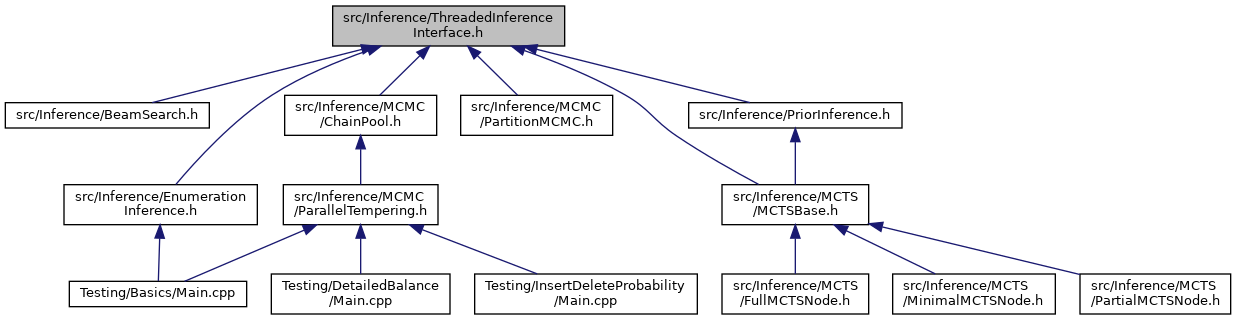 src/Inference/ThreadedInference
Interface.h
src/Inference/BeamSearch.h
src/Inference/MCMC
/ChainPool.h
src/Inference/MCMC
/PartitionMCMC.h
src/Inference/PriorInference.h
src/Inference/Enumeration
Inference.h
src/Inference/MCMC
/ParallelTempering.h
src/Inference/MCTS
/MCTSBase.h
Testing/Basics/Main.cpp
Testing/DetailedBalance
/Main.cpp
Testing/InsertDeleteProbability
/Main.cpp
src/Inference/MCTS
/FullMCTSNode.h
src/Inference/MCTS
/MinimalMCTSNode.h
src/Inference/MCTS
/PartialMCTSNode.h